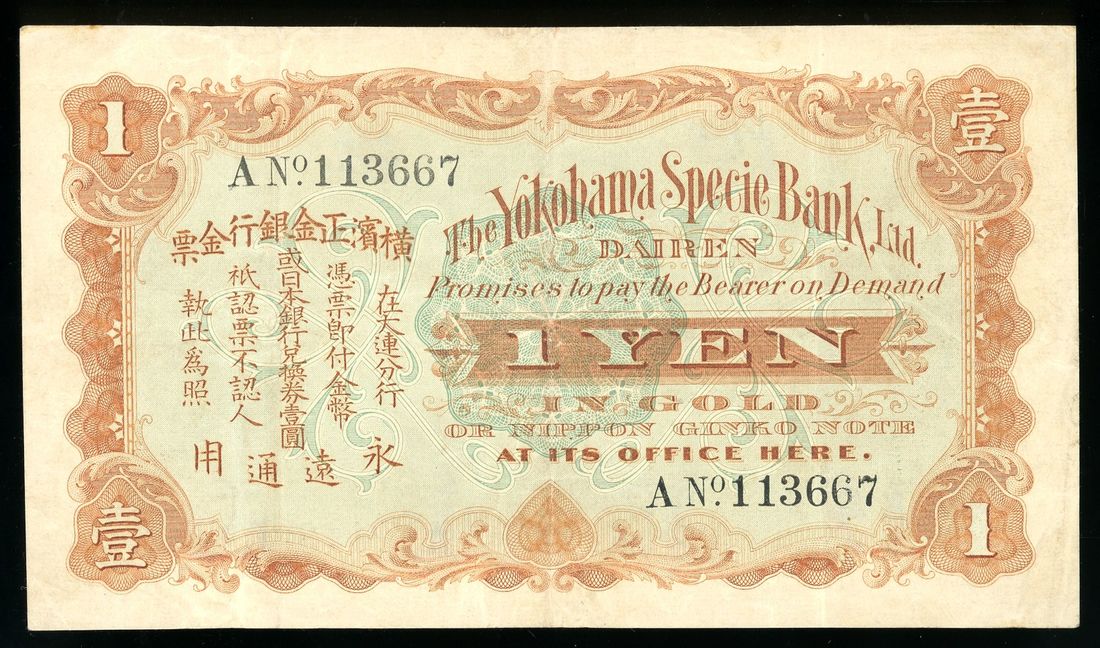 1
壹
A No. 113667
The Yokohama Specie Bank, Ltd.
DAIREN
Promises to pay the Bearer on Demand
1 YEN
IN GOLD
OR NIPPON GINKO NOTE
AT ITS OFFICE HERE.
A No. 113667
橫濱正金銀行金票
在大連分行
憑票卽付金幣
或日本銀行兌換券壹圓
祇認票不認人
執此爲照
永遠通用
壹
1